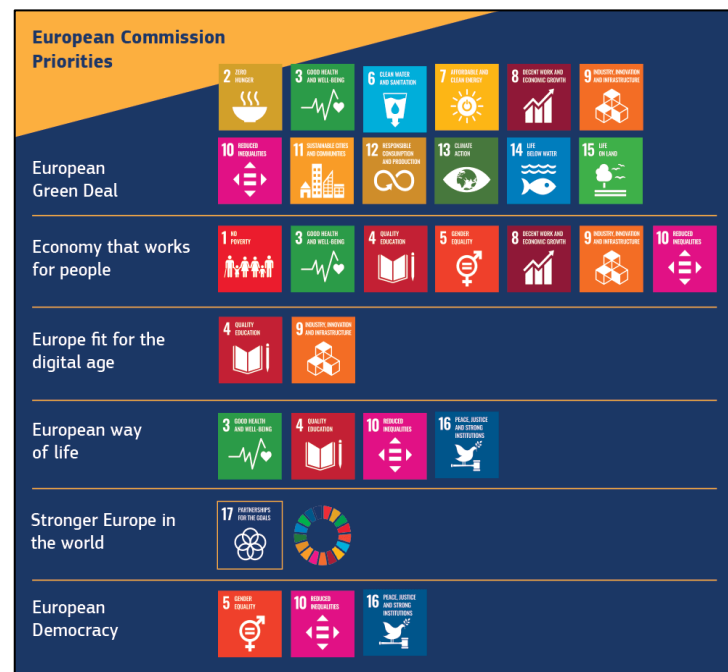 European Commission
Priorities
2 ZERO
HUNGER
3 GOOD HEALTH
AND WELL-BEING
6 CLEAN WATER
AND SANITATION
7 AFFORDABLE AND
CLEAN ENERGY
8 DECENT WORK AND
ECONOMIC GROWTH
9 INDUSTRY, INNOVATION
AND INFRASTRUCTURE
European
Green Deal
10 REDUCED
INEQUALITIES
11 SUSTAINABLE CITIES
AND COMMUNITIES
12 RESPONSIBLE
CONSUMPTION
AND PRODUCTION
13 CLIMATE
ACTION
14 LIFE
BELOW WATER
15 LIFE
ON LAND
Economy that works
for people
1 NO
POVERTY
3 GOOD HEALTH
AND WELL-BEING
4 QUALITY
EDUCATION
5 GENDER
EQUALITY
8 DECENT WORK AND
ECONOMIC GROWTH
9 INDUSTRY, INNOVATION
AND INFRASTRUCTURE
10 REDUCED
INEQUALITIES
Europe fit for the
digital age
4 QUALITY
EDUCATION
9 INDUSTRY, INNOVATION
AND INFRASTRUCTURE
European way
of life
3 GOOD HEALTH
AND WELL-BEING
4 QUALITY
EDUCATION
10 REDUCED
INEQUALITIES
16 PEACE, JUSTICE
AND STRONG
INSTITUTIONS
Stronger Europe in
the world
17 PARTNERSHIPS
FOR THE GOALS
European
Democracy
5 GENDER
EQUALITY
10 REDUCED
INEQUALITIES
16 PEACE, JUSTICE
AND STRONG
INSTITUTIONS